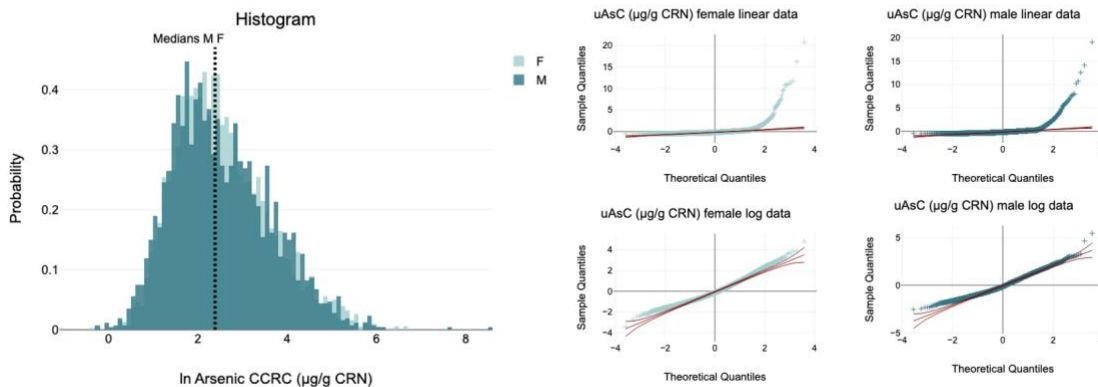 Histogram
Medians M F
F
M
0.4
0.3
0.2
0.1
0
0 2 4 6 8
Probability
ln Arsenic CCRC (µg/g CRN)
uAsC (µg/g CRN) female linear data
20
15
10
5
0
−4 −2 0 2 4
Sample Quantiles
Theoretical Quantiles
uAsC (µg/g CRN) male linear data
20
15
10
5
0
−4 −2 0 2 4
Sample Quantiles
Theoretical Quantiles
uAsC (µg/g CRN) female log data
4
2
0
−2
−4
−4 −2 0 2 4
Sample Quantiles
Theoretical Quantiles
uAsC (µg/g CRN) male log data
5
0
−5
−4 −2 0 2 4
Sample Quantiles
Theoretical Quantiles